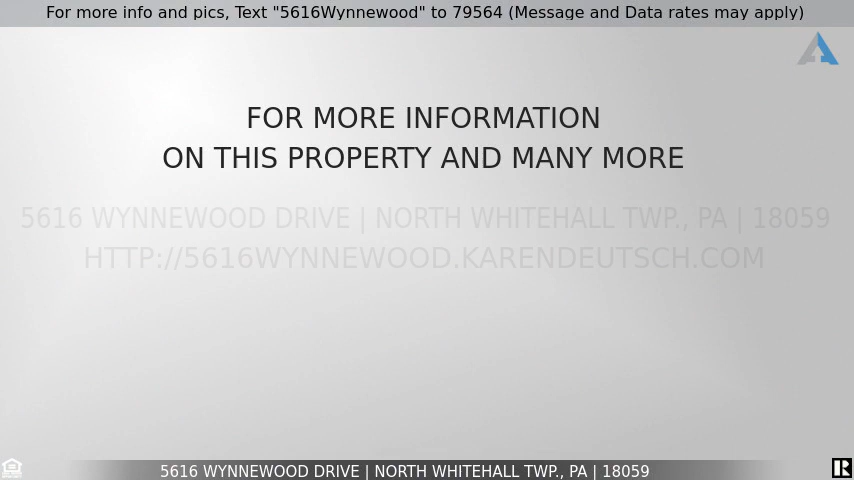 For more info and pics, Text "5616Wynnewood" to 79564 (Message and Data rates may apply)
FOR MORE INFORMATION
ON THIS PROPERTY AND MANY MORE
5616 WYNNEWOOD DRIVE | NORTH WHITEHALL TWP., PA | 18059
HTTP://5616WYNNEWOOD.KARENDEUTSCH.COM
5616 WYNNEWOOD DRIVE | NORTH WHITEHALL TWP., PA | 18059